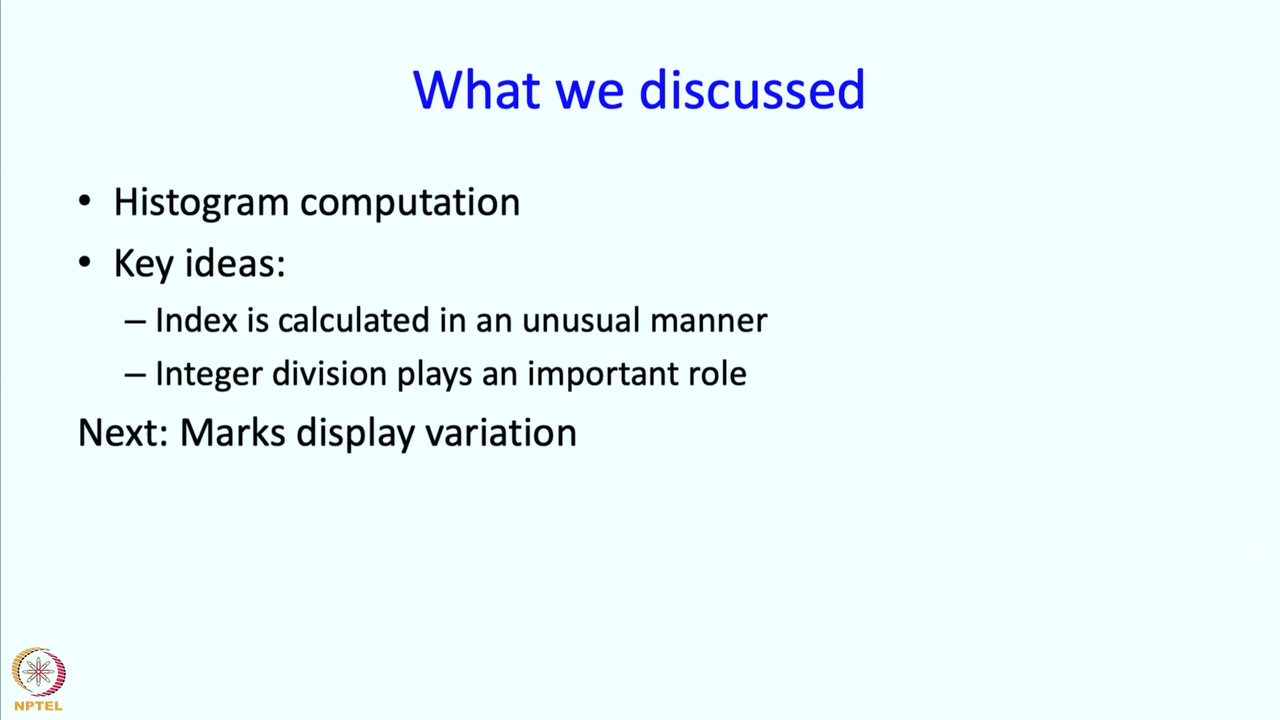 What we discussed
• Histogram computation
• Key ideas:
– Index is calculated in an unusual manner
– Integer division plays an important role
Next: Marks display variation
NPTEL